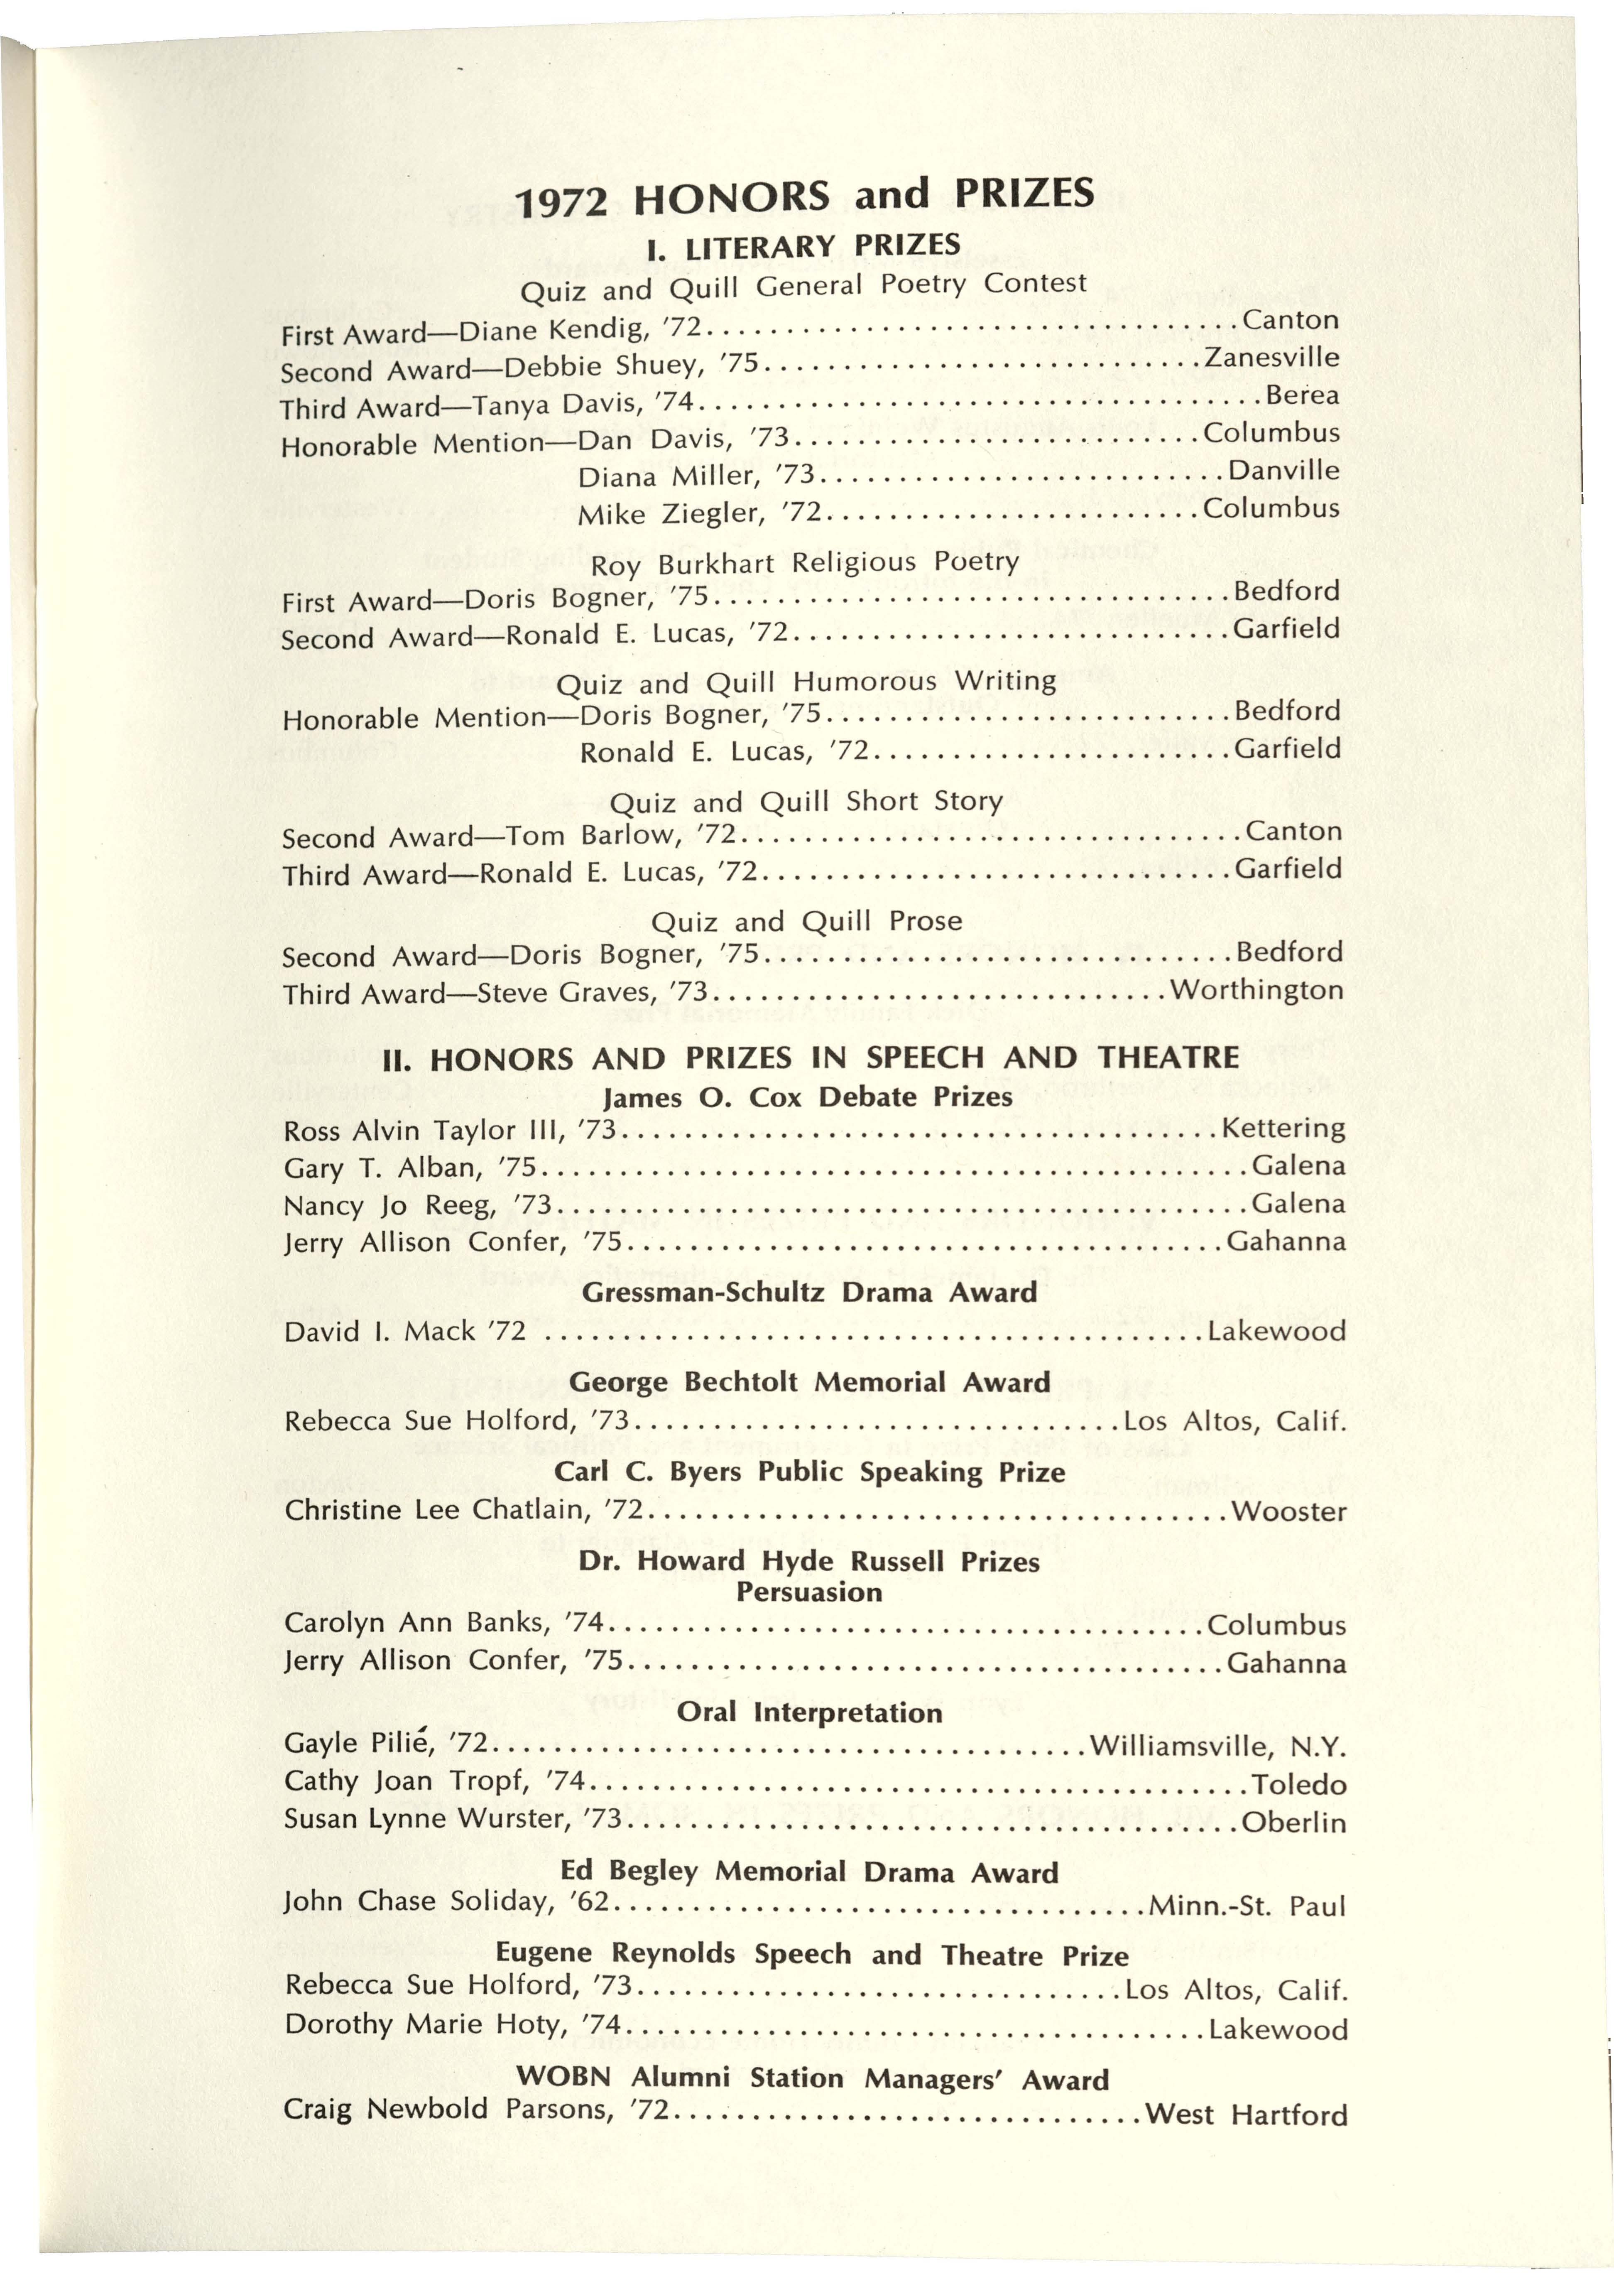 1972 HONORS and PRIZES
I. LITERARY PRIZES
Quiz and Quill General Poetry Contest
First Award—Diane Kendig, '72..................................Canton
Second Award—Debbie Shuey, '75............................Zanesville
Third Award—Tanya Davis, '74....................................Berea
Honorable Mention—Dan Davis, '73..........................Columbus
Diana Miller, '73..........................Danville
Mike Ziegler, '72........................Columbus
Roy Burkhart Religious Poetry
First Award—Doris Bogner, '75.................................Bedford
Second Award—Ronald E. Lucas, '72............................Garfield
Quiz and Quill Humorous Writing
Honorable Mention—Doris Bogner, '75..........................Bedford
Ronald E. Lucas, '72.......................Garfield
Quiz and Quill Short Story
Second Award—Tom Barlow, '72................................Canton
Third Award—Ronald E. Lucas, '72..............................Garfield
Quiz and Quill Prose
Second Award—Doris Bogner, '75..............................Bedford
Third Award—Steve Graves, '73.............................Worthington
II. HONORS AND PRIZES IN SPEECH AND THEATRE
James O. Cox Debate Prizes
Ross Alvin Taylor III, '73......................................Kettering
Gary T. Alban, '75.............................................Galena
Nancy Jo Reeg, '73............................................Galena
Jerry Allison Confer, '75......................................Gahanna
Gressman-Schultz Drama Award
David I. Mack '72 ..........................................Lakewood
George Bechtolt Memorial Award
Rebecca Sue Holford, '73...............................Los Altos, Calif.
Carl C. Byers Public Speaking Prize
Christine Lee Chatlain, '72.....................................Wooster
Dr. Howard Hyde Russell Prizes
Persuasion
Carolyn Ann Banks, '74......................................Columbus
Jerry Allison Confer, '75......................................Gahanna
Oral Interpretation
Gayle Pilié, '72......................................Williamsville, N.Y.
Cathy Joan Tropf, '74..........................................Toledo
Susan Lynne Wurster, '73.......................................Oberlin
Ed Begley Memorial Drama Award
John Chase Soliday, '62..................................Minn.-St. Paul
Eugene Reynolds Speech and Theatre Prize
Rebecca Sue Holford, '73...............................Los Altos, Calif.
Dorothy Marie Hoty, '74.....................................Lakewood
WOBN Alumni Station Managers' Award
Craig Newbold Parsons, '72..............................West Hartford